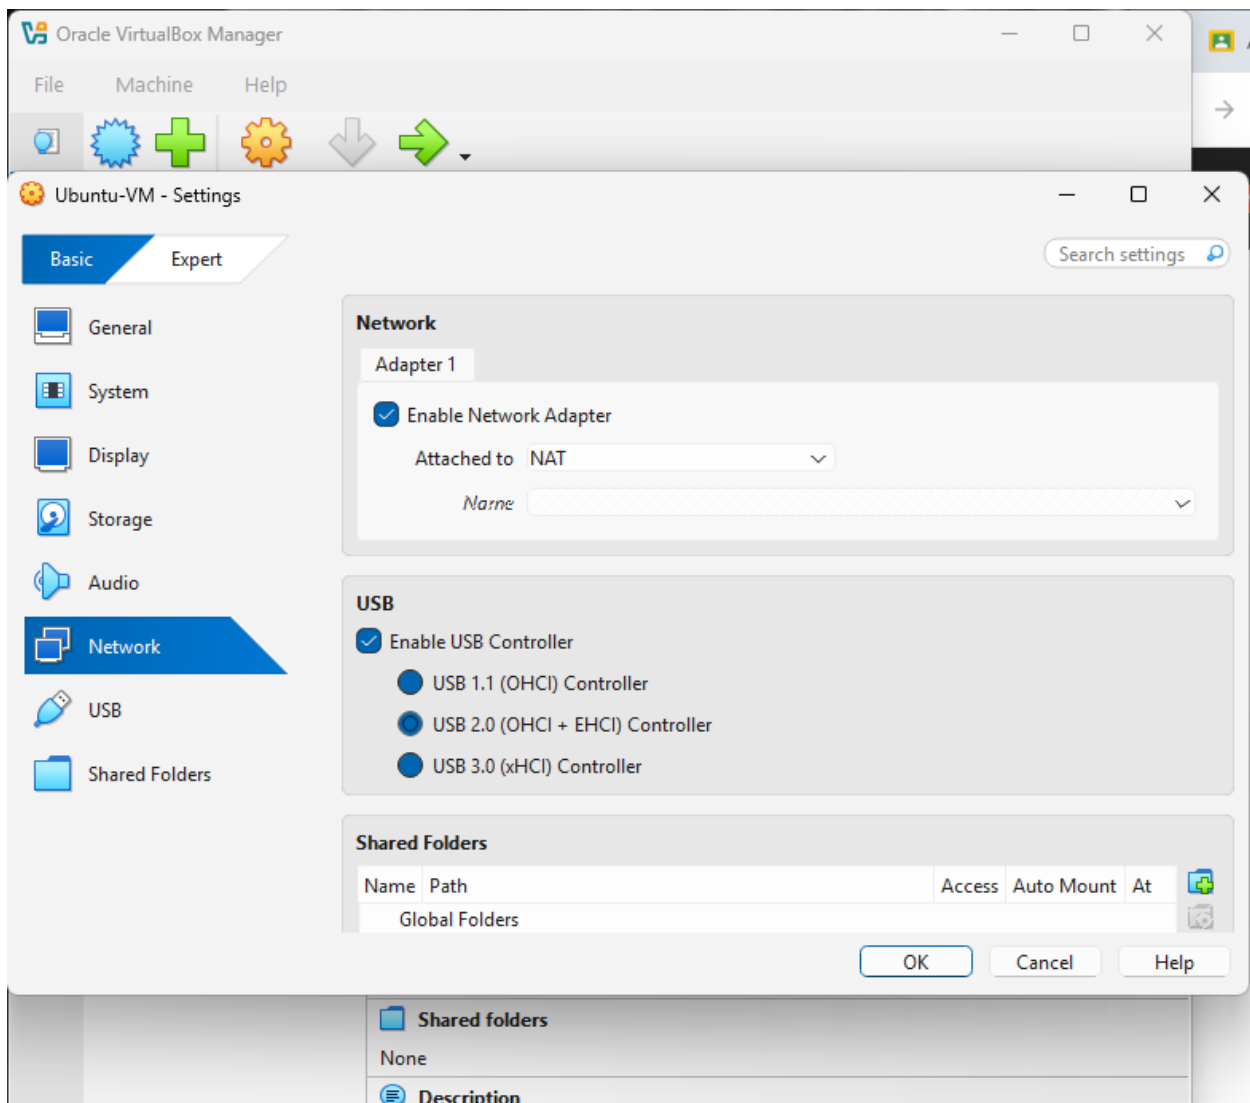 Oracle VirtualBox Manager
File Machine Help
Ubuntu-VM - Settings
Basic Expert
Search settings
General
System
Display
Storage
Audio
Network
USB
Shared Folders
Network
Adapter 1
Enable Network Adapter
Attached to NAT
Name
USB
Enable USB Controller
USB 1.1 (OHCI) Controller
USB 2.0 (OHCI + EHCI) Controller
USB 3.0 (xHCI) Controller
Shared Folders
Name Path Access Auto Mount At
Global Folders
OK Cancel Help
Shared folders
None
Description